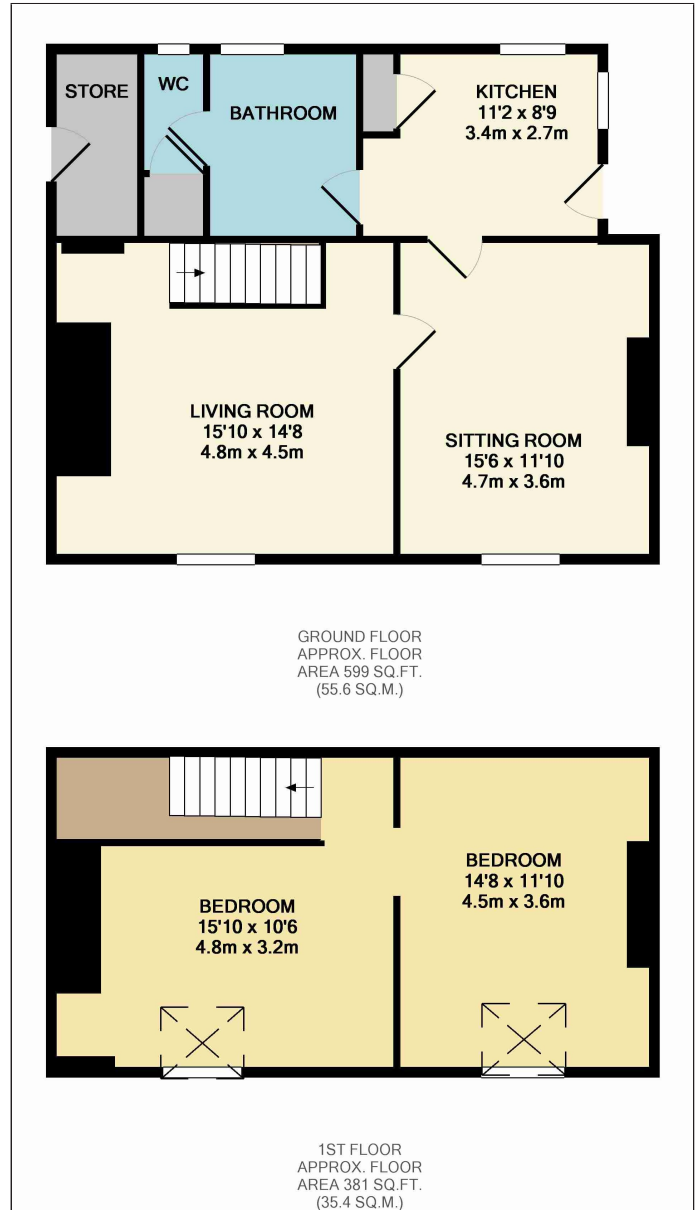 STORE
WC
BATHROOM
KITCHEN
11'2 x 8'9
3.4m x 2.7m
LIVING ROOM
15'10 x 14'8
4.8m x 4.5m
SITTING ROOM
15'6 x 11'10
4.7m x 3.6m
GROUND FLOOR
APPROX. FLOOR
AREA 599 SQ.FT.
(55.6 SQ.M.)
BEDROOM
15'10 x 10'6
4.8m x 3.2m
BEDROOM
14'8 x 11'10
4.5m x 3.6m
1ST FLOOR
APPROX. FLOOR
AREA 381 SQ.FT.
(35.4 SQ.M.)